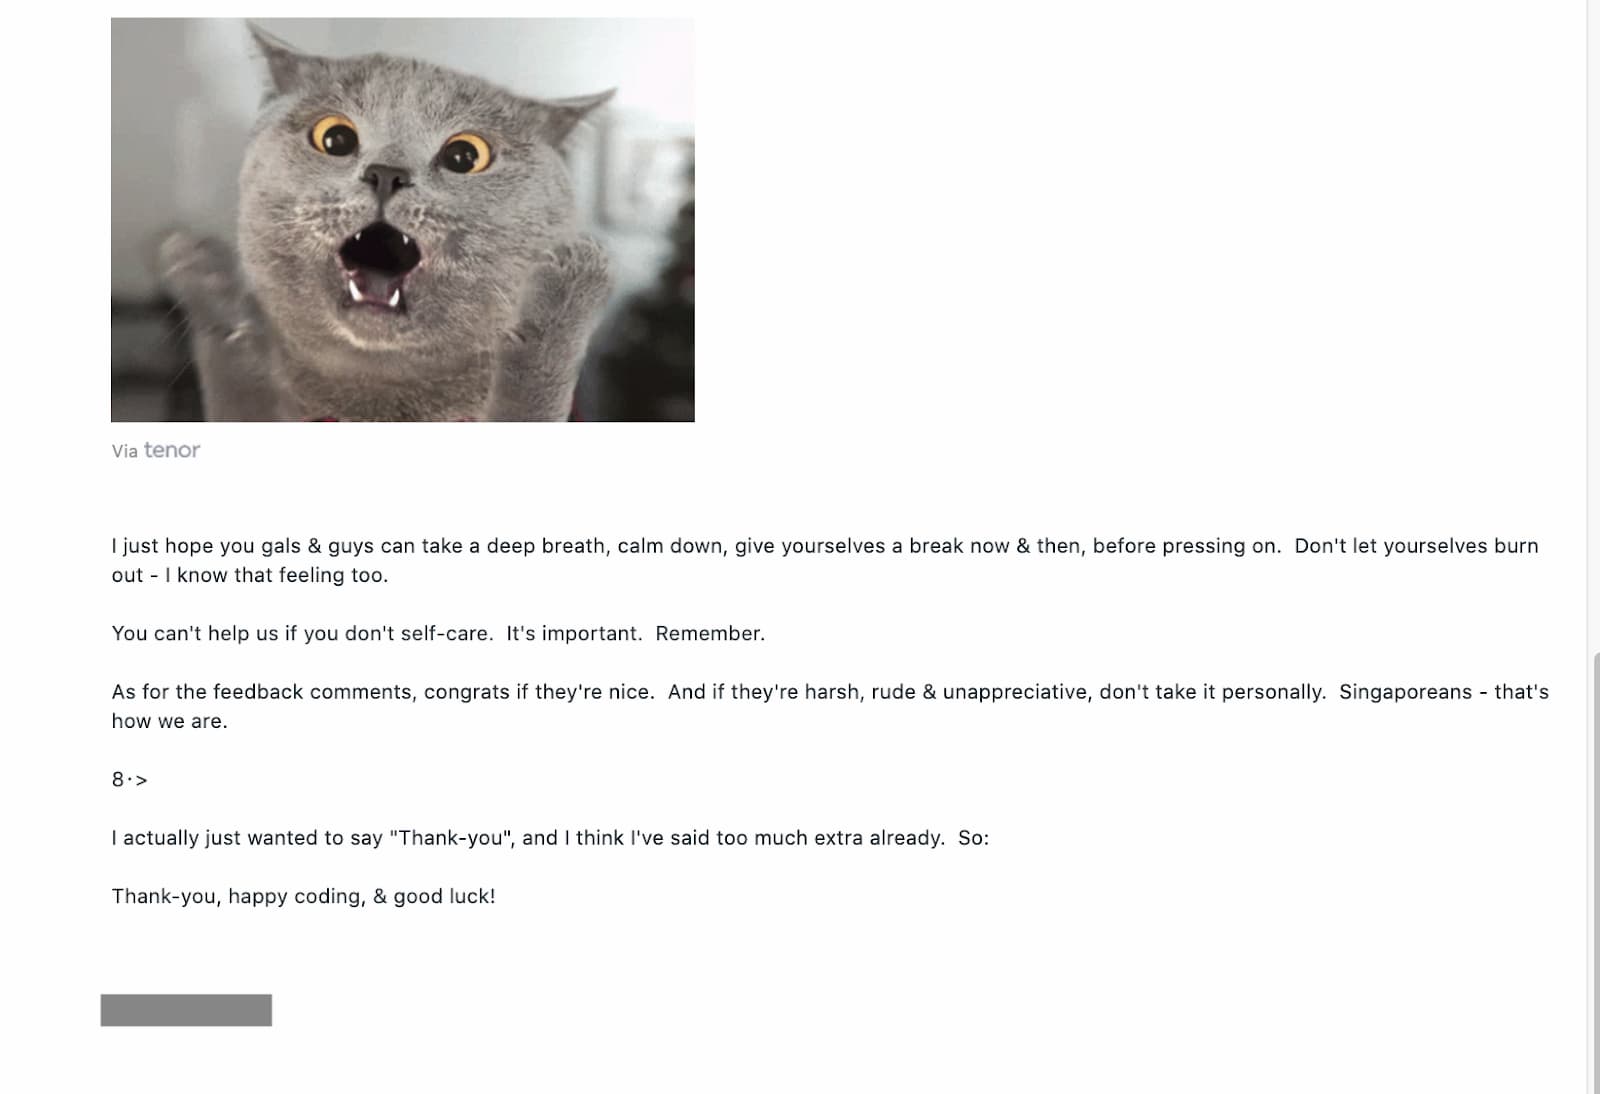 Via tenor
I just hope you gals & guys can take a deep breath, calm down, give yourselves a break now & then, before pressing on.  Don't let yourselves burn
out - I know that feeling too.
You can't help us if you don't self-care.  It's important.  Remember.
As for the feedback comments, congrats if they're nice.  And if they're harsh, rude & unappreciative, don't take it personally.  Singaporeans - that's
how we are.
8·>
I actually just wanted to say "Thank-you", and I think I've said too much extra already.  So:
Thank-you, happy coding, & good luck!